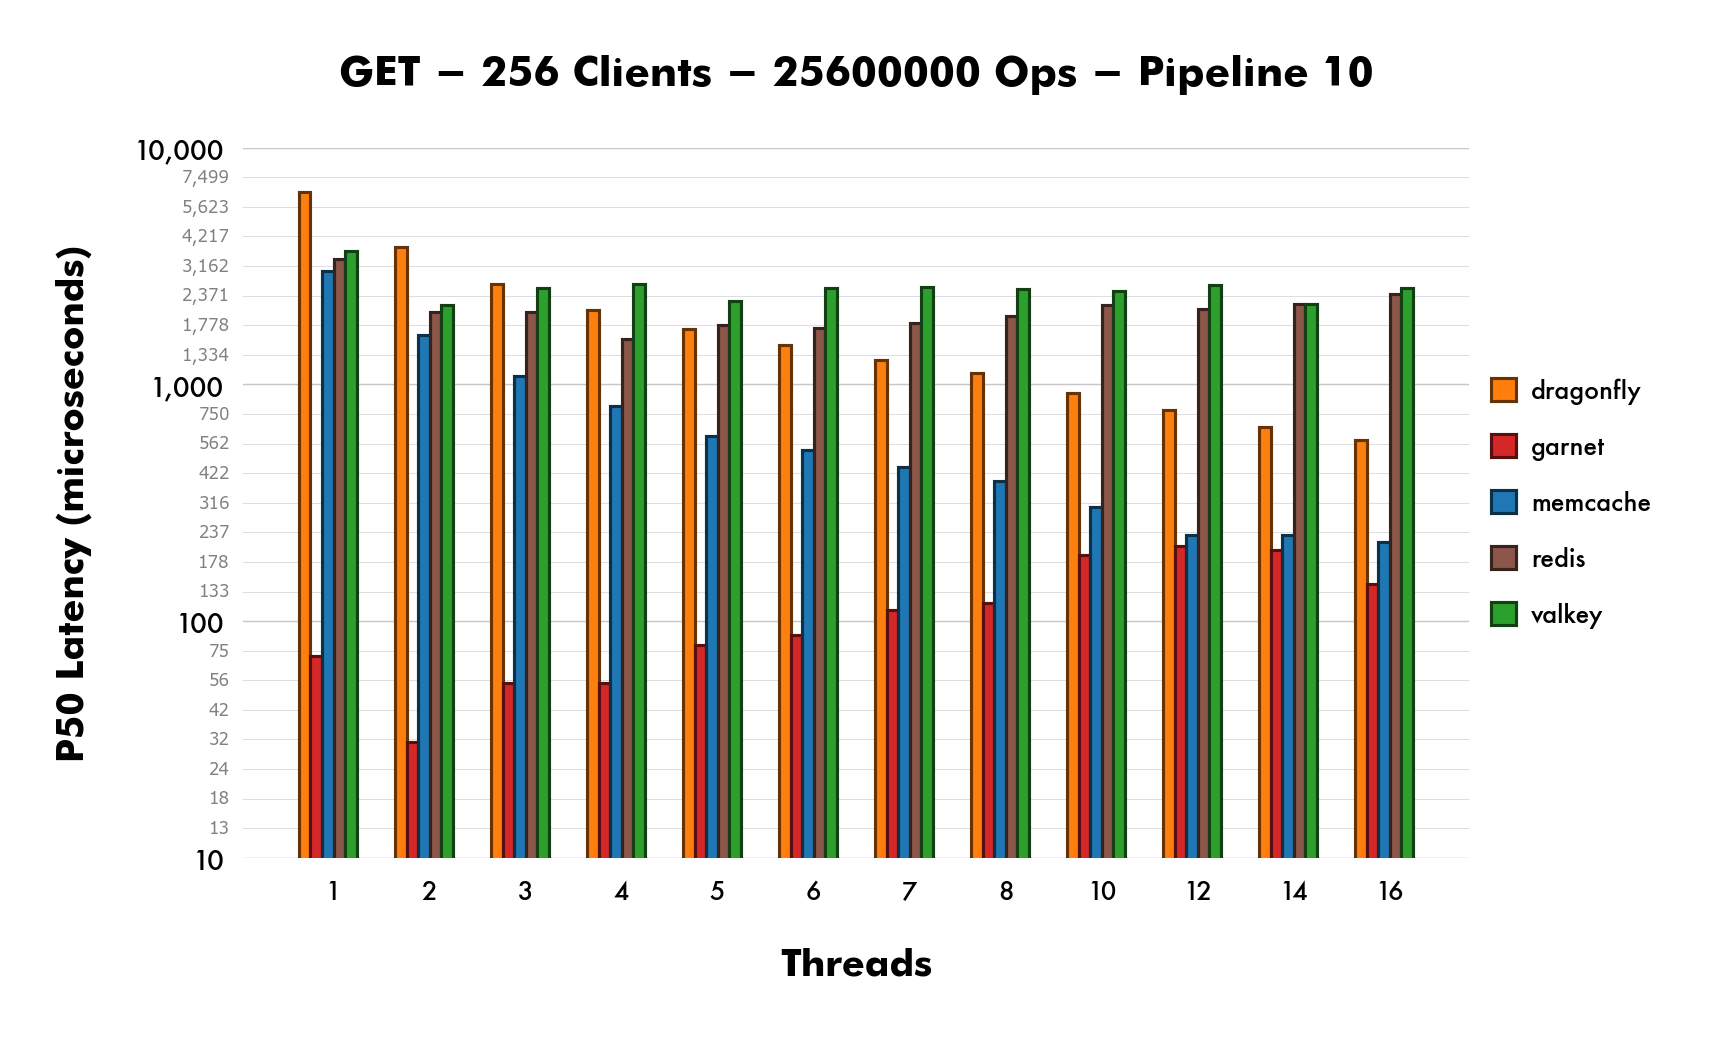 GET – 256 Clients – 25600000 Ops – Pipeline 10
P50 Latency (microseconds)
10,000
7,499
5,623
4,217
3,162
2,371
1,778
1,334
1,000
750
562
422
316
237
178
133
100
75
56
42
32
24
18
13
10
1 2 3 4 5 6 7 8 10 12 14 16
Threads
dragonfly
garnet
memcache
redis
valkey